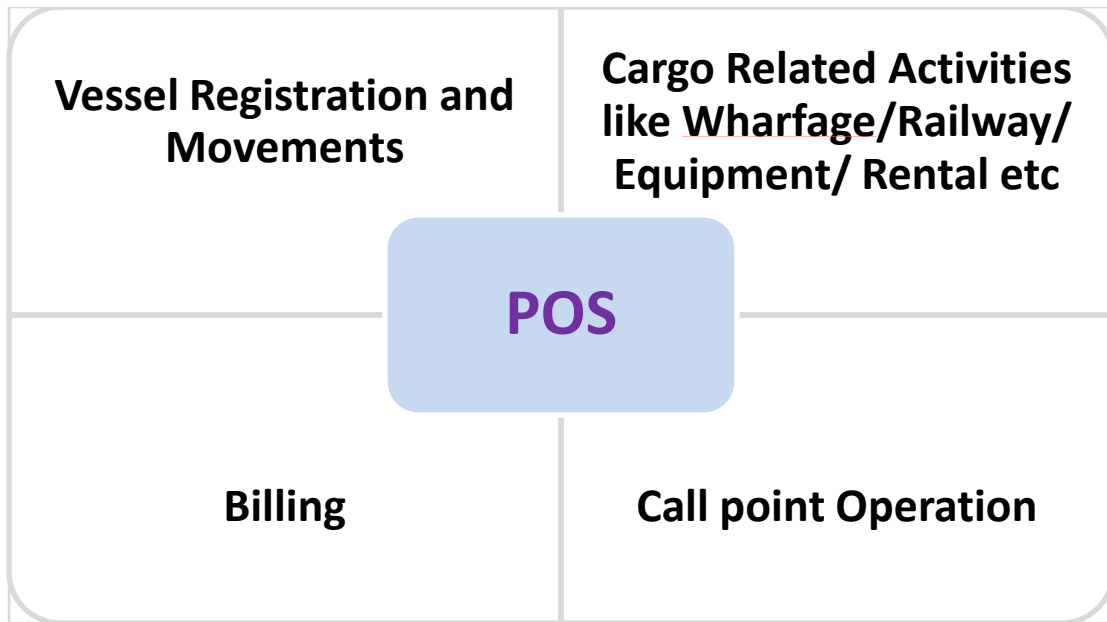 Vessel Registration and
Movements
Cargo Related Activities
like Wharfage/Railway/
Equipment/ Rental etc
POS
Billing
Call point Operation